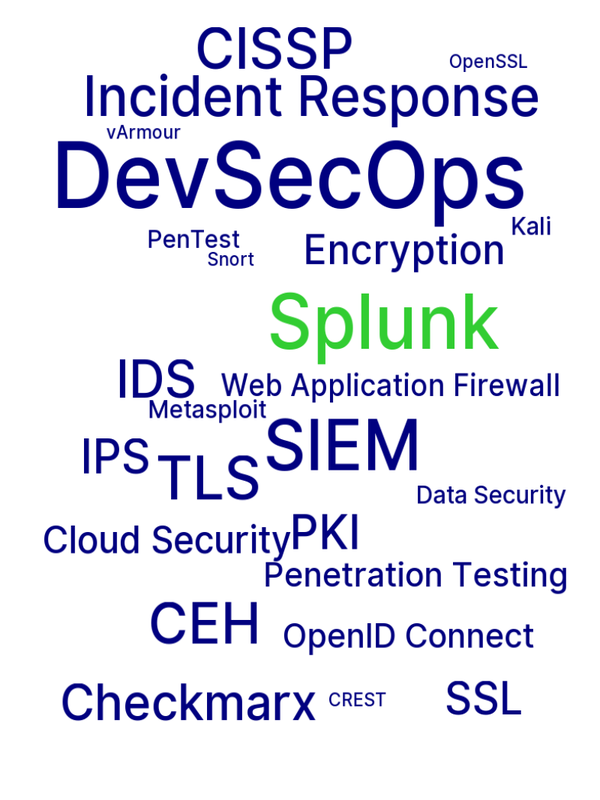 CISSP
OpenSSL
Incident Response
vArmour
DevSecOps
Kali
PenTest
Encryption
Snort
Splunk
IDS
Web Application Firewall
Metasploit
SIEM
IPS
TLS
Data Security
Cloud Security
PKI
Penetration Testing
CEH
OpenID Connect
Checkmarx
CREST
SSL